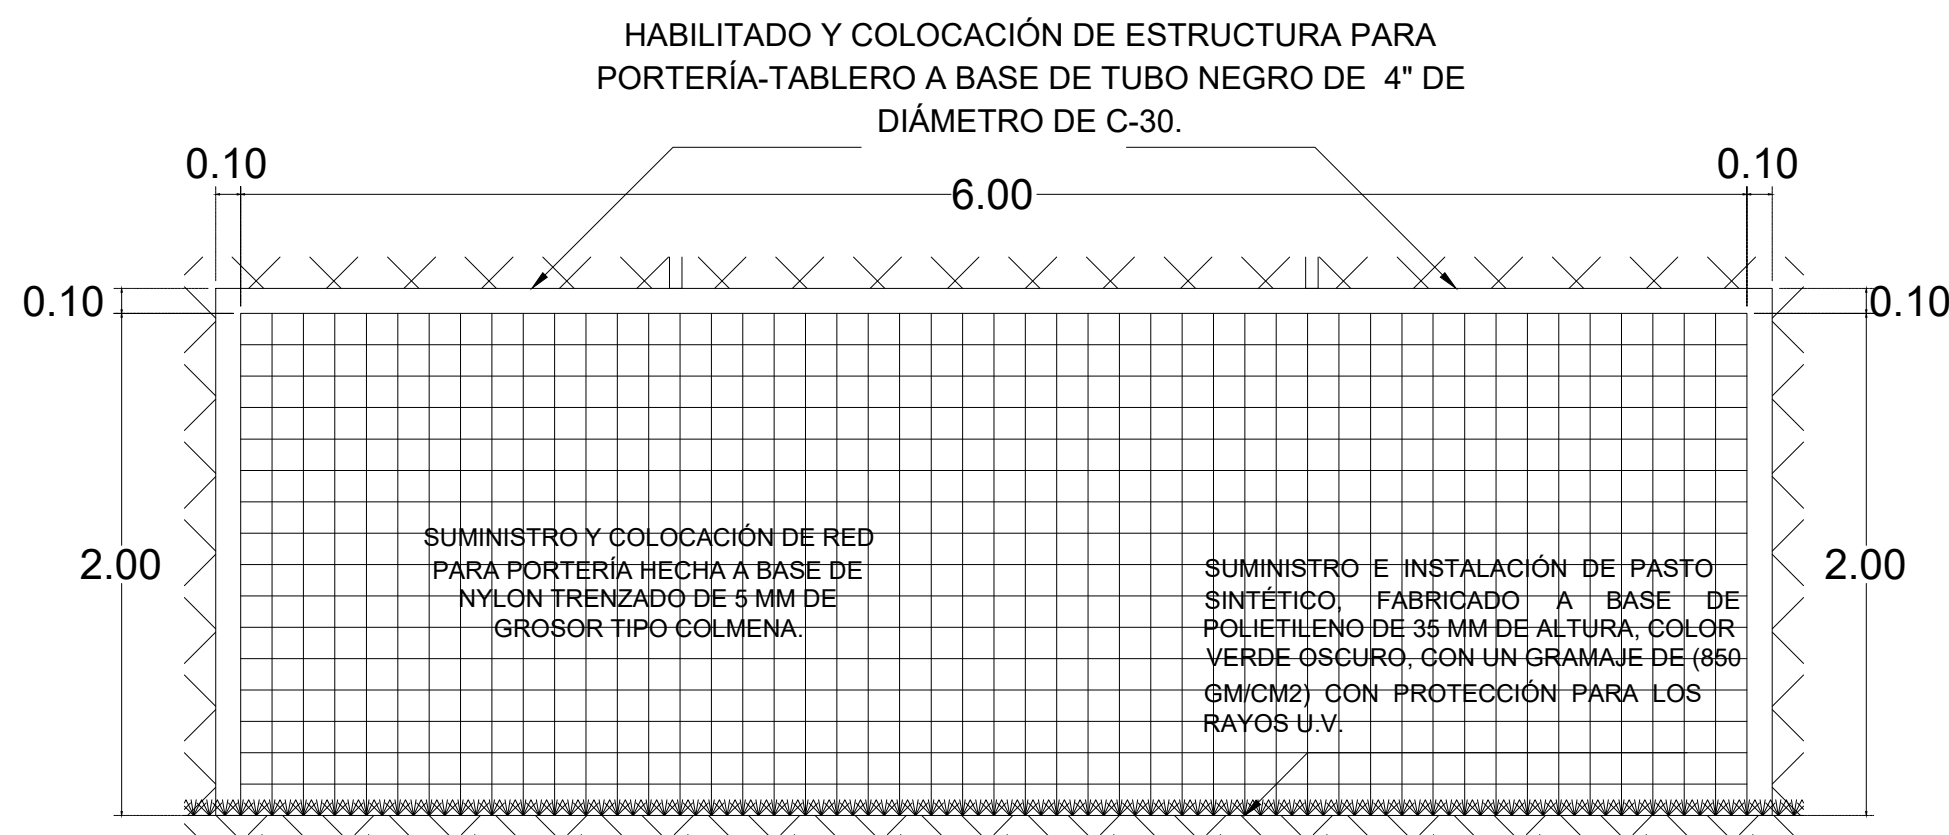 HABILITADO Y COLOCACIÓN DE ESTRUCTURA PARA
PORTERÍA-TABLERO A BASE DE TUBO NEGRO DE 4" DE
DIÁMETRO DE C-30.
0.10
0.10
6.00
0.10
0.10
SUMINISTRO Y COLOCACIÓN DE RED
PARA PORTERÍA HECHA A BASE DE
NYLON TRENZADO DE 5 MM DE
GROSOR TIPO COLMENA.
2.00
2.00
SUMINISTRO E INSTALACIÓN DE PASTO
SINTÉTICO, FABRICADO A BASE DE
POLIETILENO DE 35 MM DE ALTURA, COLOR
VERDE OSCURO, CON UN GRAMAJE DE (850
GM/CM2) CON PROTECCIÓN PARA LOS
RAYOS U.V.